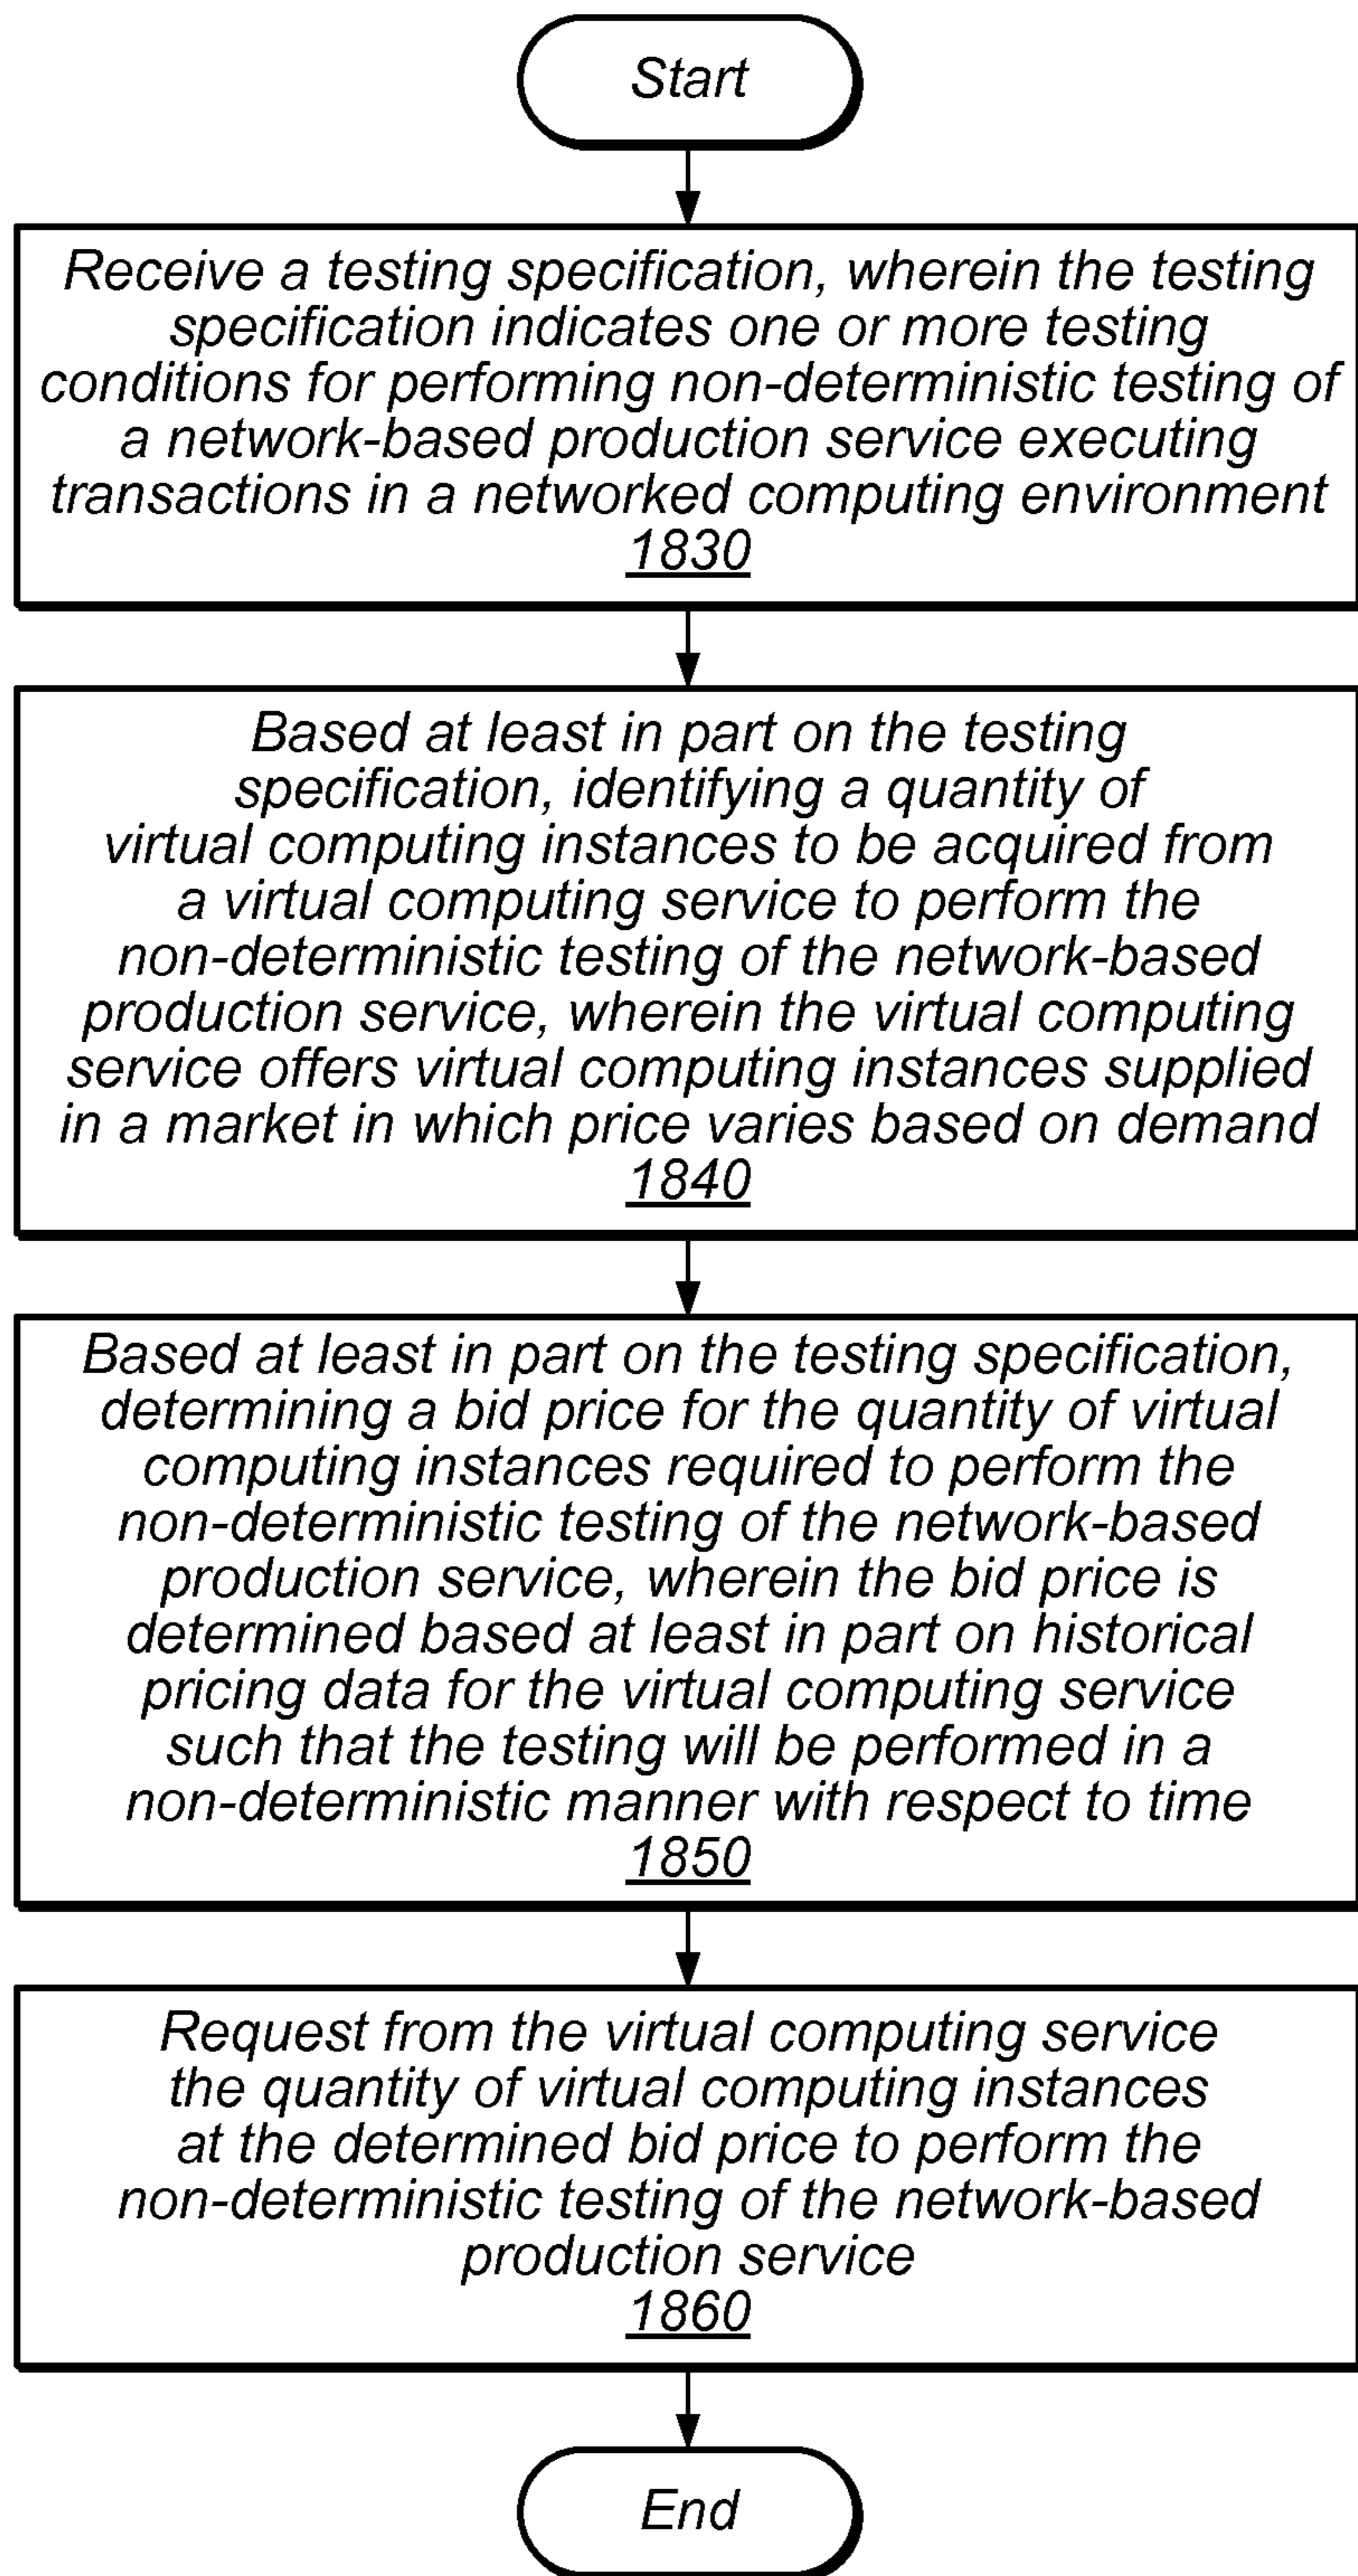 Start
Receive a testing specification, wherein the testing
specification indicates one or more testing
conditions for performing non-deterministic testing of
a network-based production service executing
transactions in a networked computing environment
1830
Based at least in part on the testing
specification, identifying a quantity of
virtual computing instances to be acquired from
a virtual computing service to perform the
non-deterministic testing of the network-based
production service, wherein the virtual computing
service offers virtual computing instances supplied
in a market in which price varies based on demand
1840
Based at least in part on the testing specification,
determining a bid price for the quantity of virtual
computing instances required to perform the
non-deterministic testing of the network-based
production service, wherein the bid price is
determined based at least in part on historical
pricing data for the virtual computing service
such that the testing will be performed in a
non-deterministic manner with respect to time
1850
Request from the virtual computing service
the quantity of virtual computing instances
at the determined bid price to perform the
non-deterministic testing of the network-based
production service
1860
End